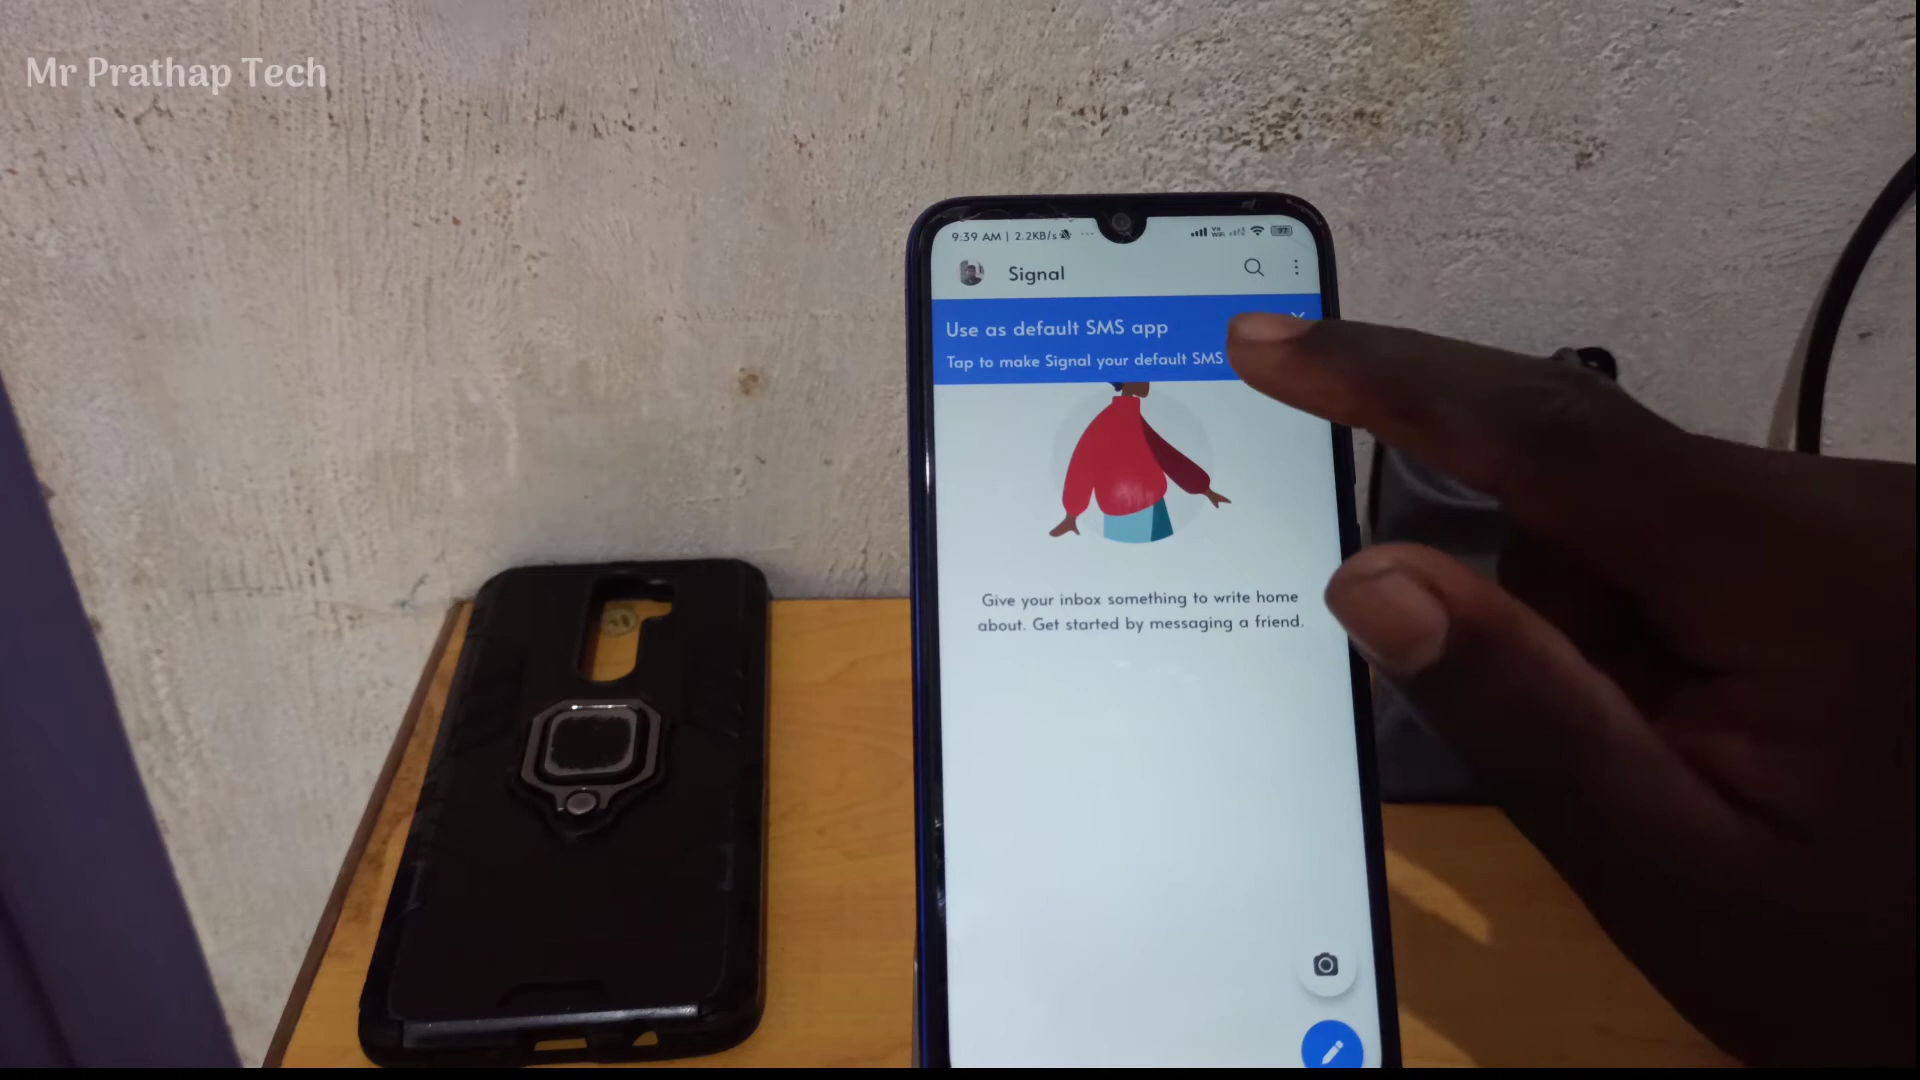 Mr Prathap Tech
9:39 AM | 2.2KB/s
Signal
Use as default SMS app
Tap to make Signal your default SMS
Give your inbox something to write home
about. Get started by messaging a friend.